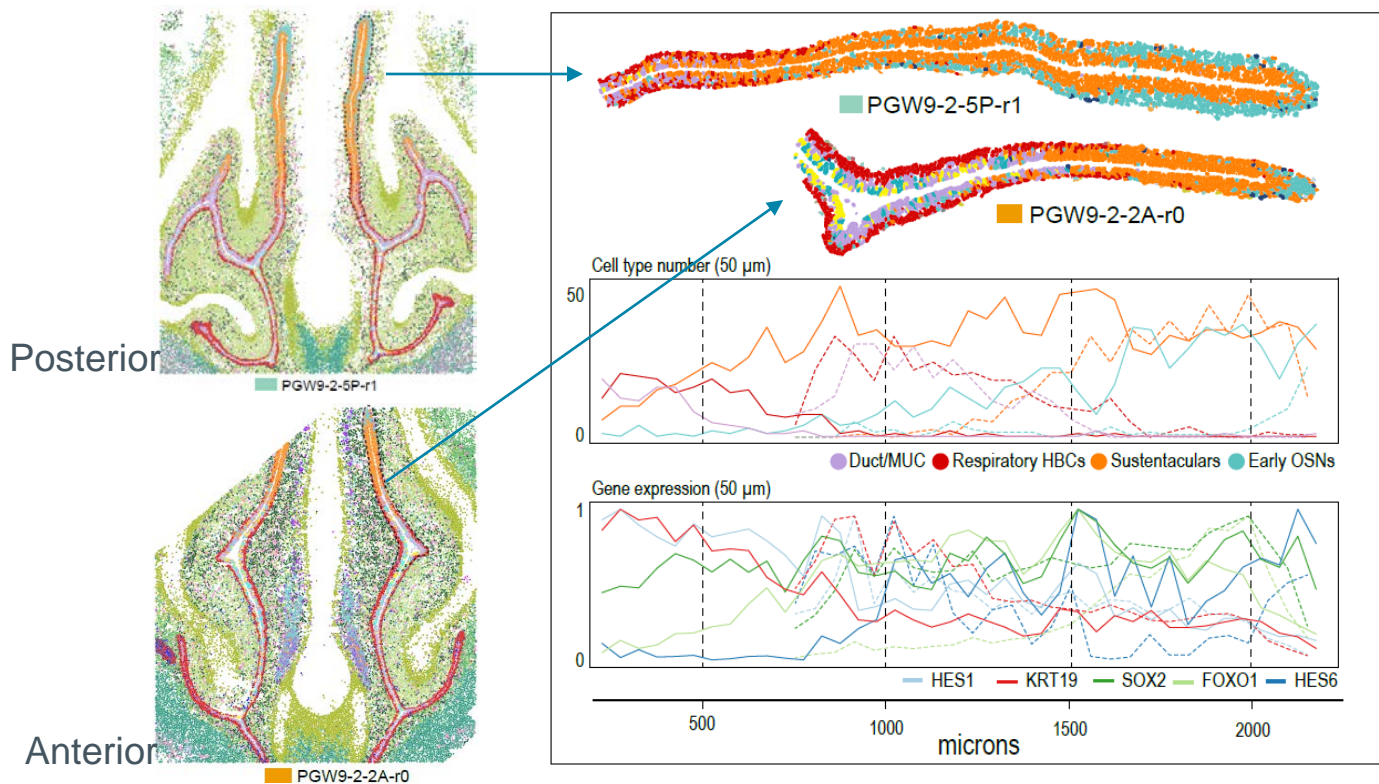 Posterior
PGW9-2-5P-r1
Anterior
PGW9-2-2A-r0
PGW9-2-5P-r1
PGW9-2-2A-r0
Cell type number (50 µm)
50
0
Duct/MUC Respiratory HBCs Sustentaculars Early OSNs
Gene expression (50 µm)
1
0
HES1 KRT19 SOX2 FOXO1 HES6
500 1000 1500 2000
microns